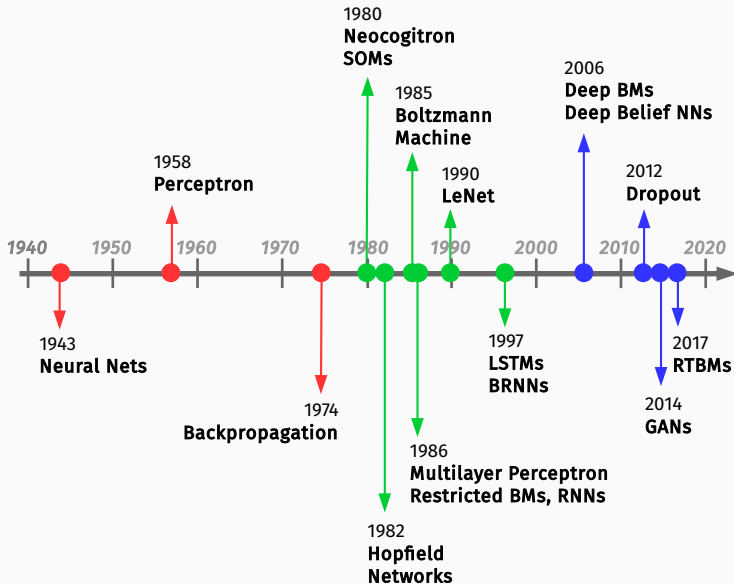 1980
Neocogitron
SOMs
1985
Boltzmann
Machine
2006
Deep BMs
Deep Belief NNs
1958
Perceptron
1990
LeNet
2012
Dropout
1940 1950 1960 1970 1980 1990 2000 2010 2020
1943
Neural Nets
1974
Backpropagation
1997
LSTMs
BRNNs
2017
RTBMs
2014
GANs
1986
Multilayer Perceptron
Restricted BMs, RNNs
1982
Hopfield
Networks